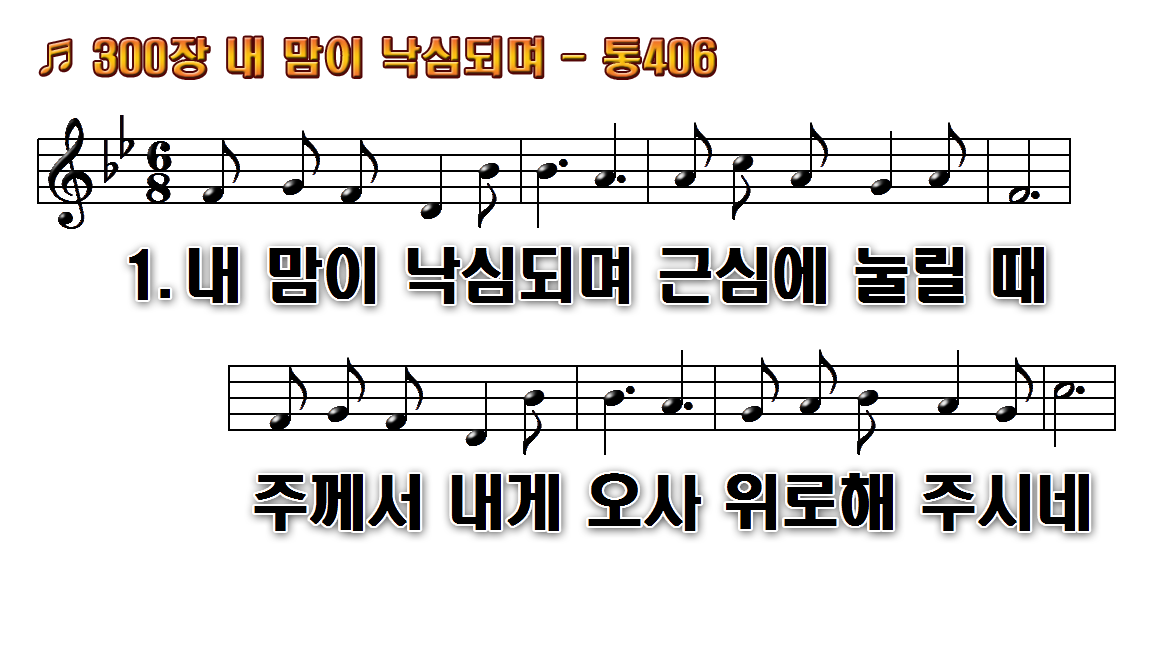 ♬ 300장 내 맘이 낙심되며 - 통406
6
8
1. 내 맘이 낙심되며 근심에 눌릴 때
주께서 내게 오사 위로해 주시네